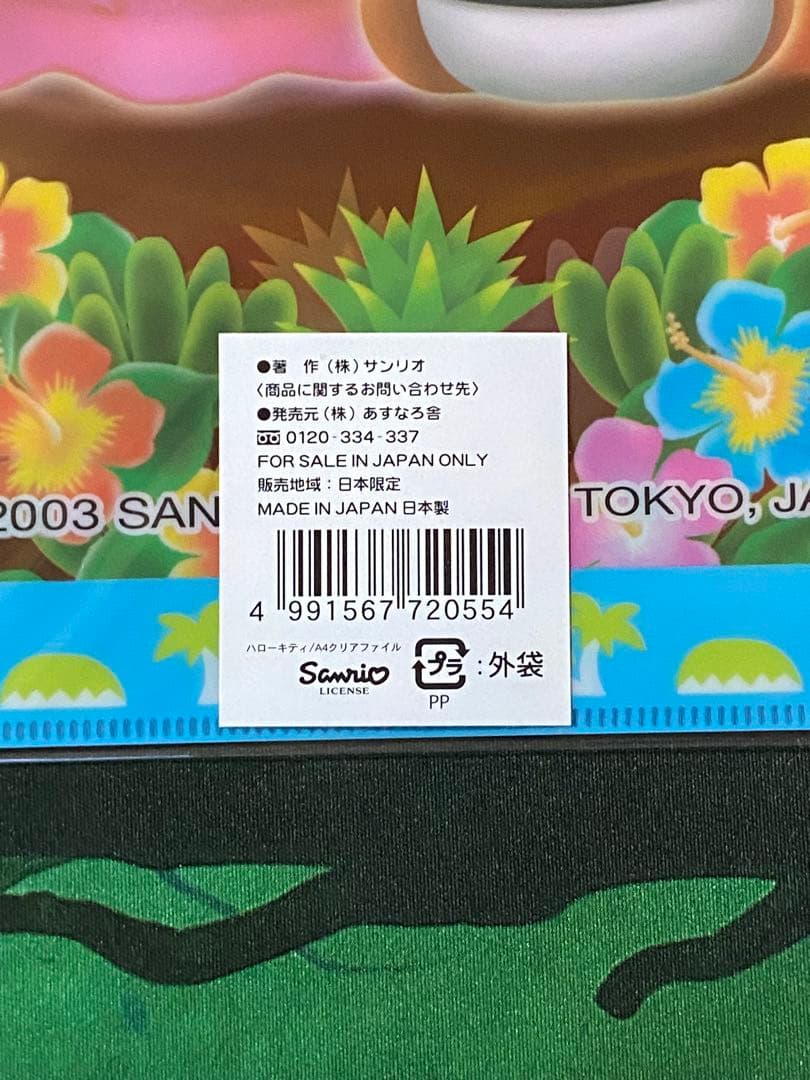 ●著 作(株)サンリオ
〈商品に関するお問い合わせ先〉
●発売元(株)あすなろ舎
0120-334-337
FOR SALE IN JAPAN ONLY
販売地域：日本限定
MADE IN JAPAN 日本製
2003 SAN
TOKYO, JA
4 991567 720554
ハローキティ/A4クリアファイル
Sanrio
LICENSE
プラ:外袋
PP